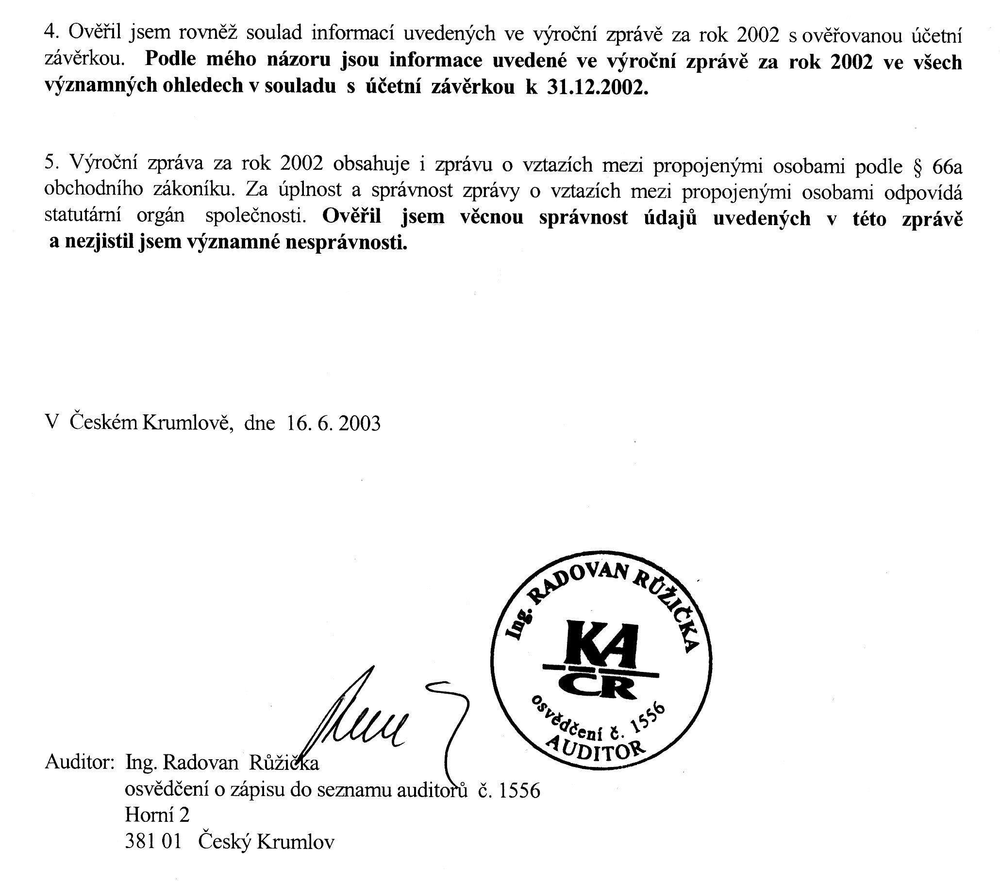 4. Ověřil jsem rovněž soulad informací uvedených ve výroční zprávě za rok 2002 s ověřovanou účetní
závěrkou. Podle mého názoru jsou informace uvedené ve výroční zprávě za rok 2002 ve všech
významných ohledech v souladu s účetní závěrkou k 31.12.2002.
5. Výroční zpráva za rok 2002 obsahuje i zprávu o vztazích mezi propojenými osobami podle § 66a
obchodního zákoníku. Za úplnost a správnost zprávy o vztazích mezi propojenými osobami odpovídá
statutární orgán společnosti. Ověřil jsem věcnou správnost údajů uvedených v této zprávě
a nezjistil jsem významné nesprávnosti.
V Českém Krumlově, dne 16. 6. 2003
Ing. RADOVAN RŮŽIČKA
KA
ČR
osvědčení č. 1556
AUDITOR
Auditor: Ing. Radovan Růžička
osvědčení o zápisu do seznamu auditorů č. 1556
Horní 2
381 01 Český Krumlov